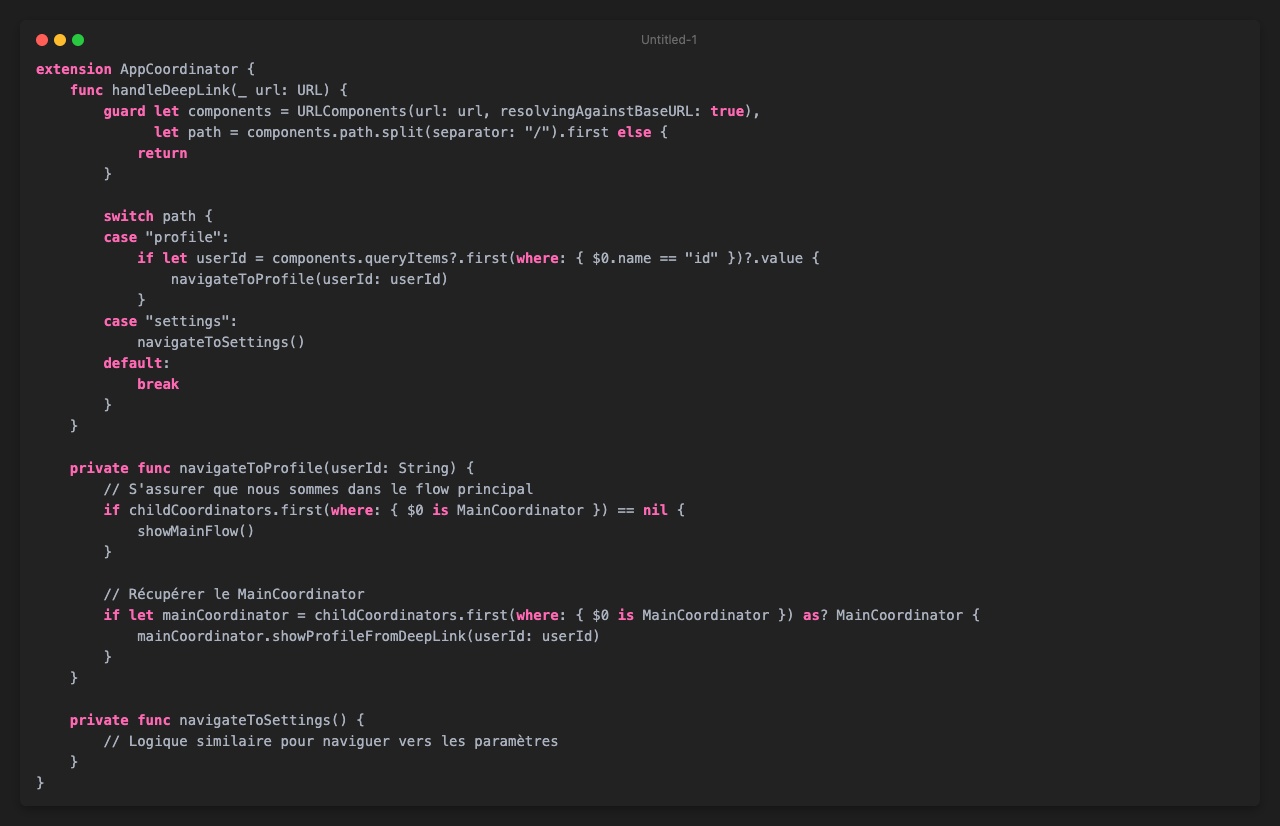 Untitled-1
extension AppCoordinator {
    func handleDeepLink(_ url: URL) {
        guard let components = URLComponents(url: url, resolvingAgainstBaseURL: true),
              let path = components.path.split(separator: "/").first else {
            return
        }

        switch path {
        case "profile":
            if let userId = components.queryItems?.first(where: { $0.name == "id" })?.value {
                navigateToProfile(userId: userId)
            }
        case "settings":
            navigateToSettings()
        default:
            break
        }
    }

    private func navigateToProfile(userId: String) {
        // S'assurer que nous sommes dans le flow principal
        if childCoordinators.first(where: { $0 is MainCoordinator }) == nil {
            showMainFlow()
        }

        // Récupérer le MainCoordinator
        if let mainCoordinator = childCoordinators.first(where: { $0 is MainCoordinator }) as? MainCoordinator {
            mainCoordinator.showProfileFromDeepLink(userId: userId)
        }
    }

    private func navigateToSettings() {
        // Logique similaire pour naviguer vers les paramètres
    }
}